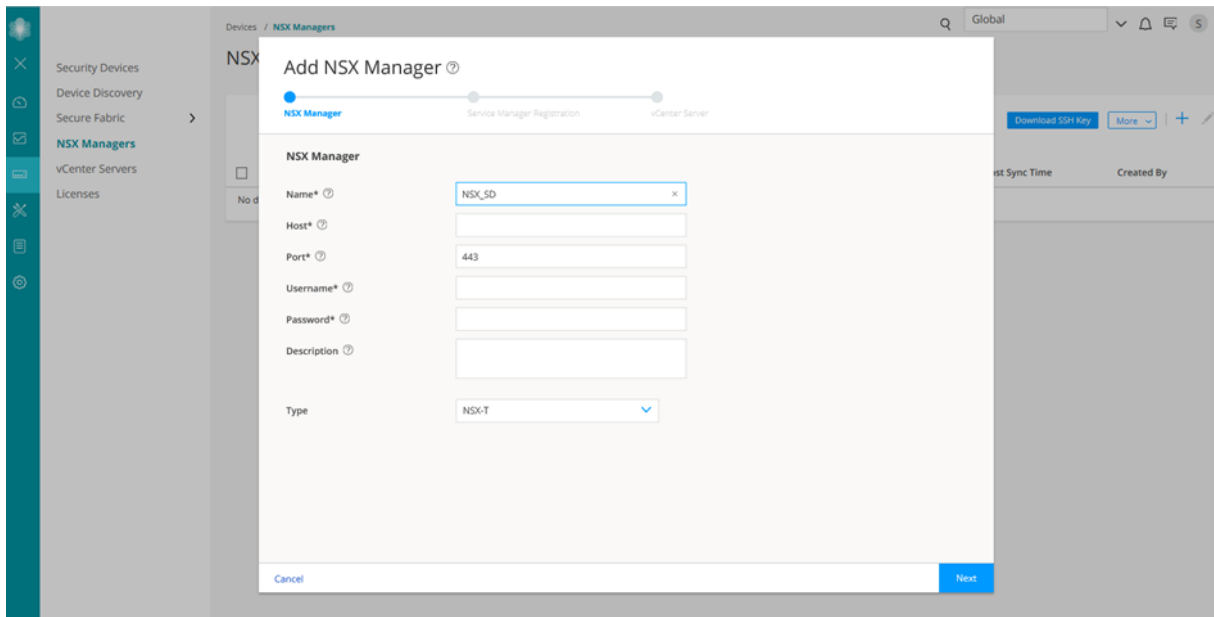 Devices / NSX Managers
Global
S
NSX
Security Devices
Device Discovery
Secure Fabric
NSX Managers
vCenter Servers
Licenses
Add NSX Manager ?
NSX Manager
Service Manager Registration
vCenter Server
Download SSH Key
More
Created By
Sync Time
No d
NSX Manager
Name* ?
NSX_SD ×
Host* ?
Port* ?
443
Username* ?
Password* ?
Description ?
Type
NSX-T
Cancel
Next